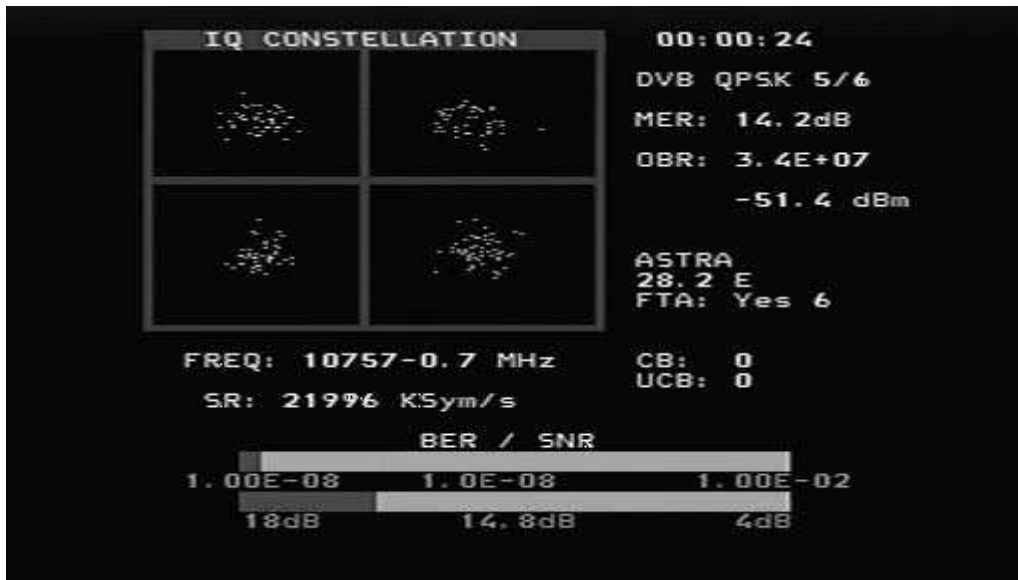 IQ CONSTELLATION
00:00:24
DVB QPSK 5/6
MER: 14.2dB
OBR: 3.4E+07
-51.4 dBm
ASTRA
28.2 E
FTA: Yes 6
FREQ: 10757-0.7 MHz
CB: 0
UCB: 0
SR: 21996 KSym/s
BER / SNR
1.00E-08 1.0E-08 1.00E-02
18dB 14.8dB 4dB